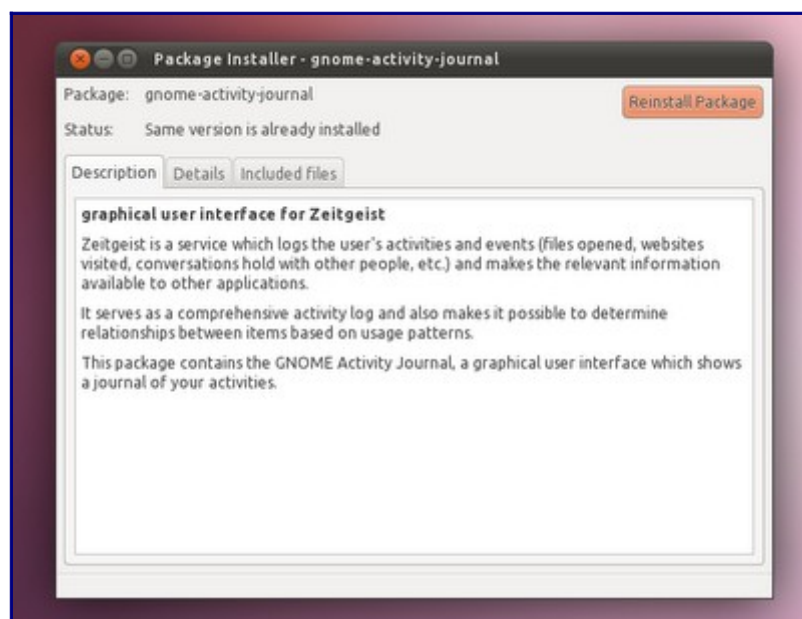 Package Installer - gnome-activity-journal
Package: gnome-activity-journal
Reinstall Package
Status: Same version is already installed
Description Details Included files
graphical user interface for Zeitgeist
Zeitgeist is a service which logs the user's activities and events (files opened, websites
visited, conversations hold with other people, etc.) and makes the relevant information
available to other applications.
It serves as a comprehensive activity log and also makes it possible to determine
relationships between items based on usage patterns.
This package contains the GNOME Activity Journal, a graphical user interface which shows
a journal of your activities.